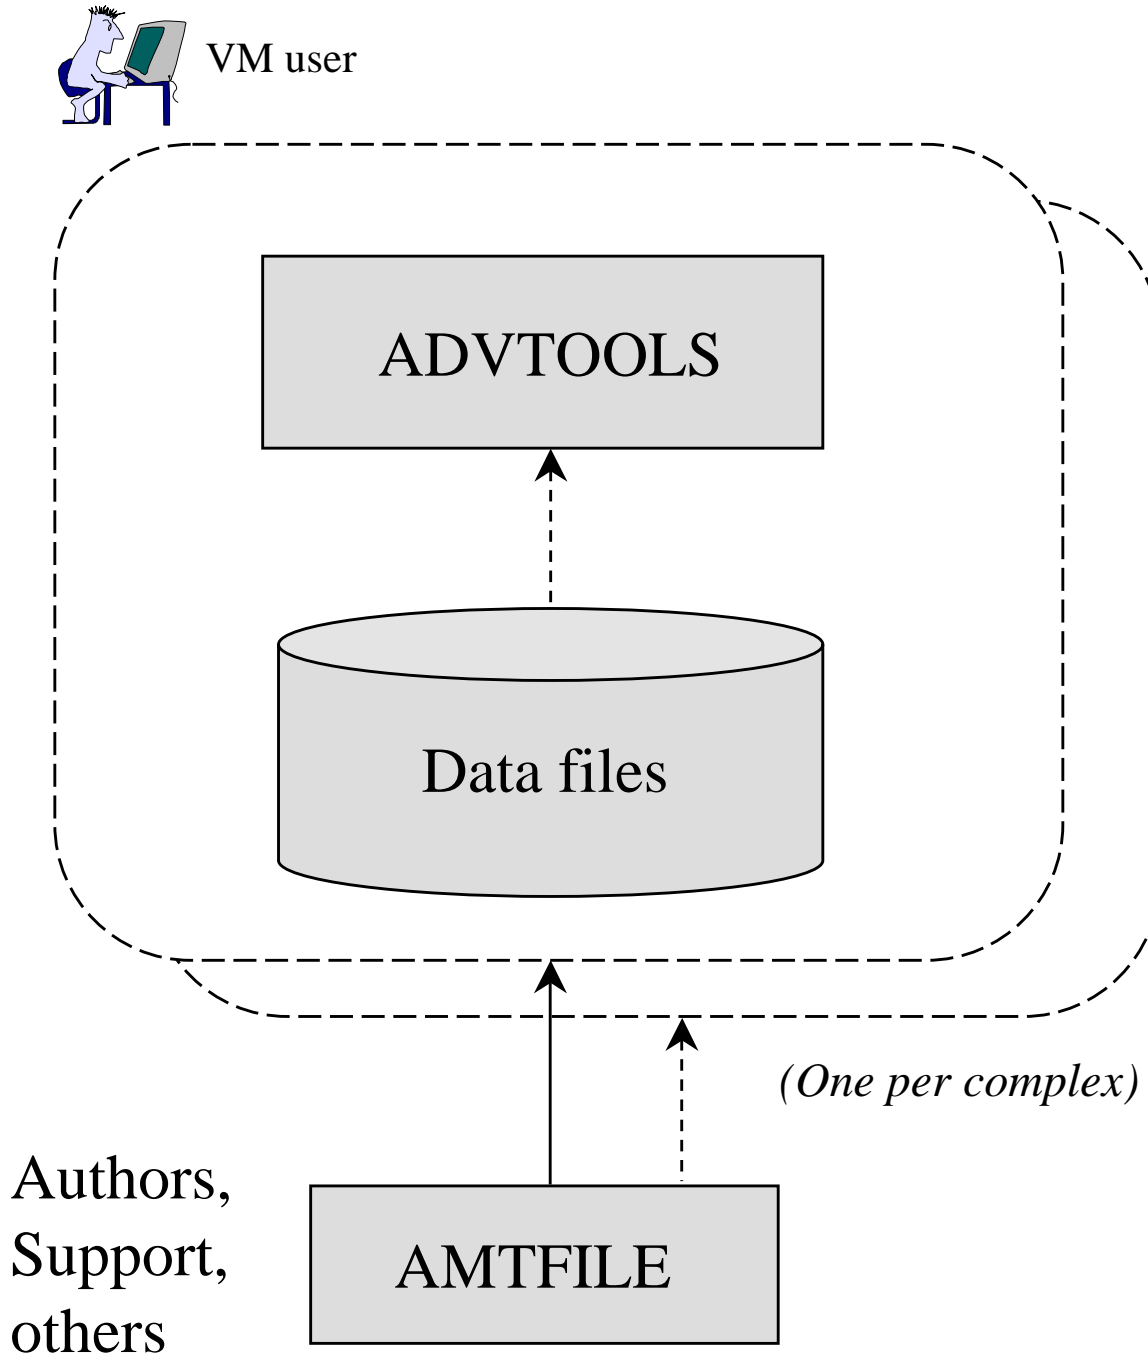 VM user
ADVTOOLS
Data files
(One per complex)
Authors,
Support,
others
AMTFILE